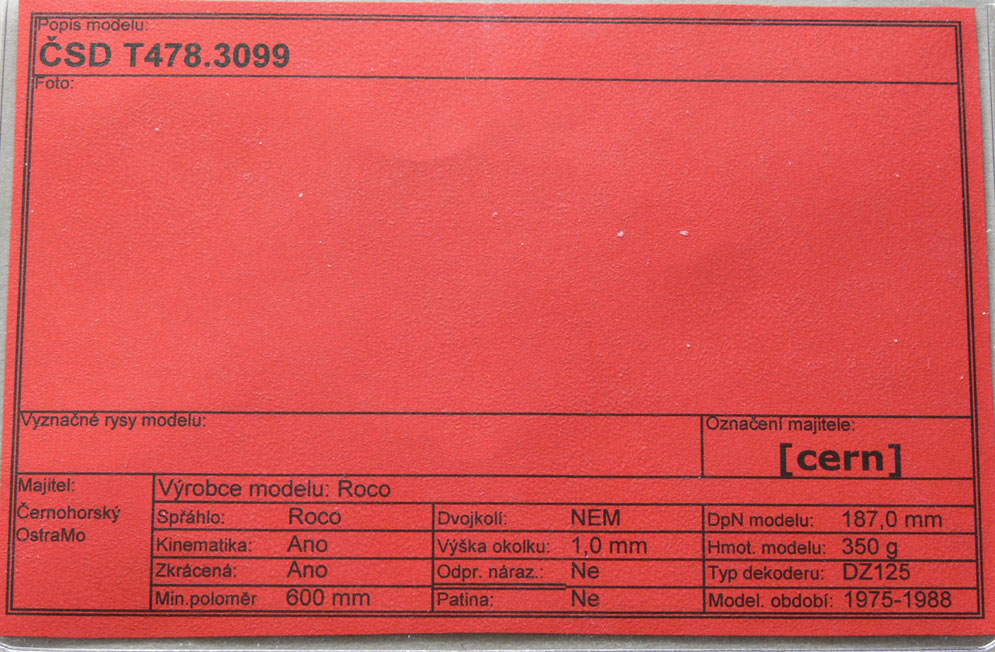 Popis modelu:
ČSD T478.3099
Foto:
Vyznačné rysy modelu:
Označení majitele:
[cern]
Majitel:
Černohorský
OstraMo
Výrobce modelu: Roco
Spřáhlo: Roco
Dvojkolí: NEM
DpN modelu: 187,0 mm
Kinematika: Ano
Výška okolku: 1,0 mm
Hmot. modelu: 350 g
Zkrácená: Ano
Odpr. náraz.: Ne
Typ dekoderu: DZ125
Min.poloměr 600 mm
Patina: Ne
Model. období: 1975-1988